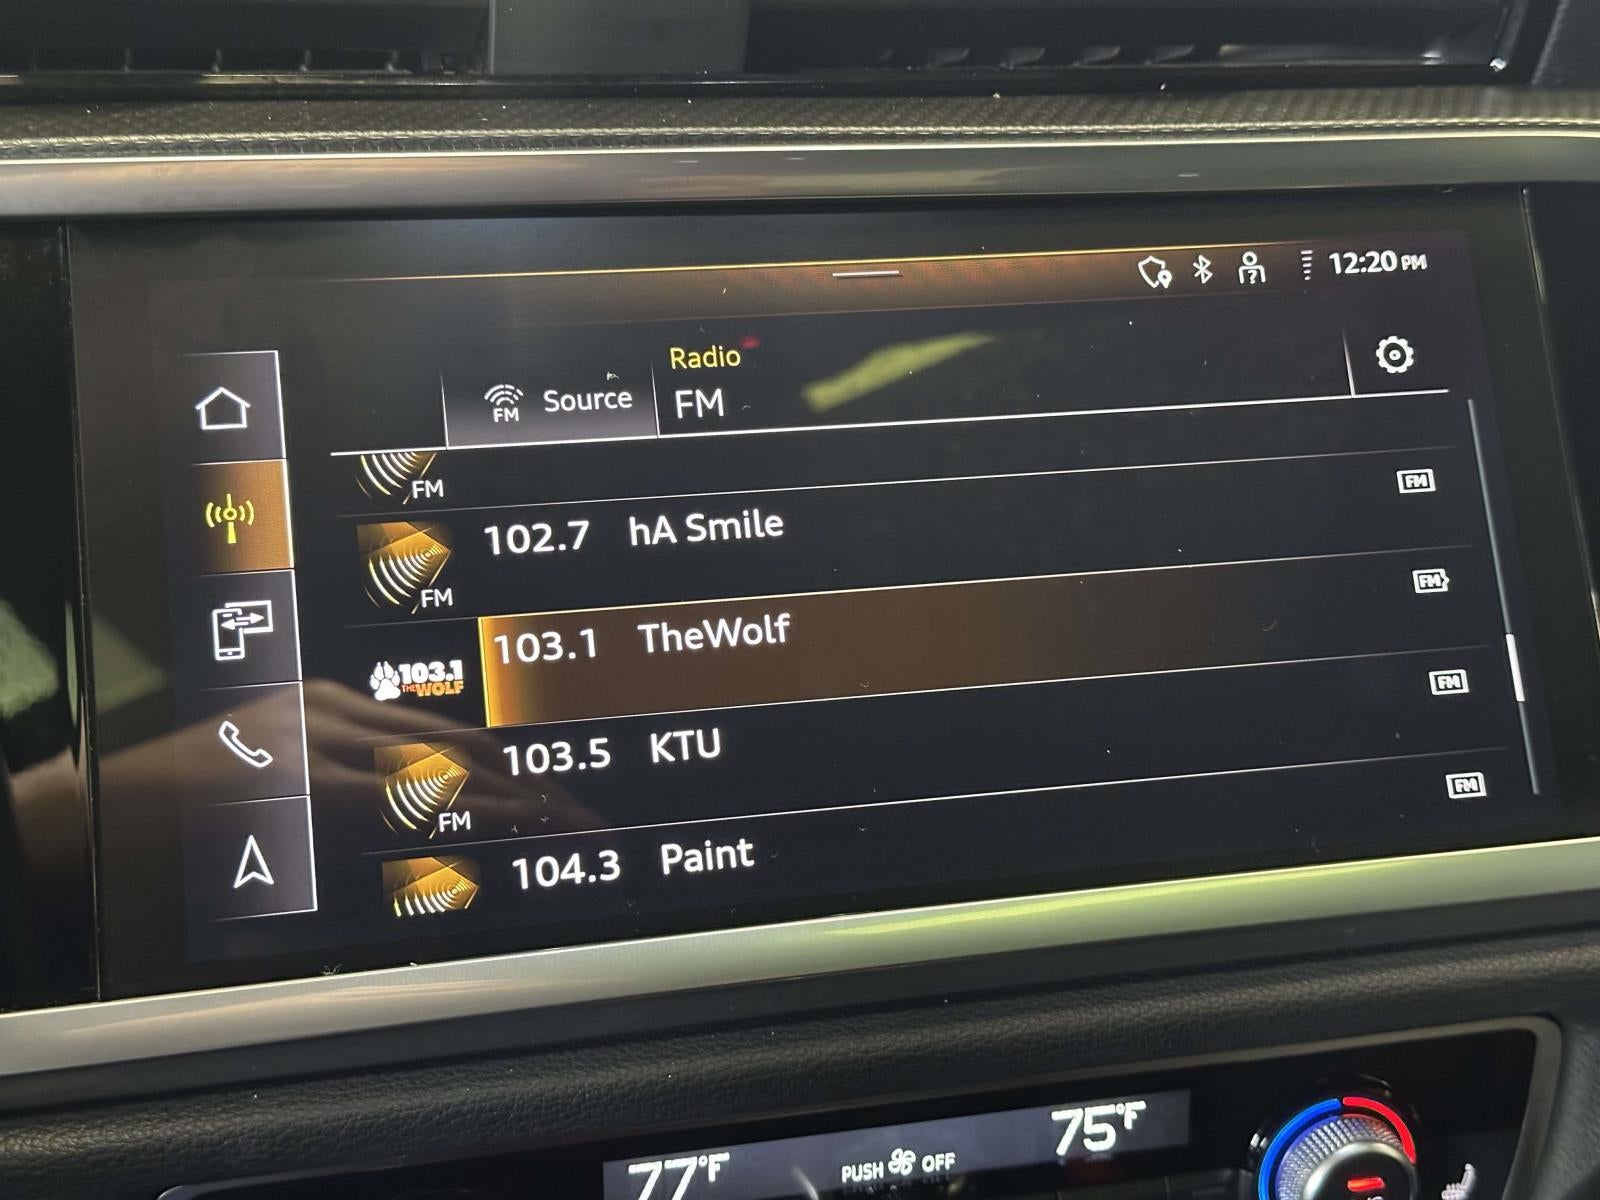 12:20 PM
Radio
FM Source FM
FM FM
102.7 hA Smile
FM FM
103.1 TheWolf
103.1
THE WOLF
FM
103.5 KTU
FM FM
104.3 Paint
75°F
77°F PUSH OFF